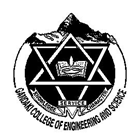 SERVICE
GANDAKI COLLEGE OF ENGINEERING AND SCIENCE